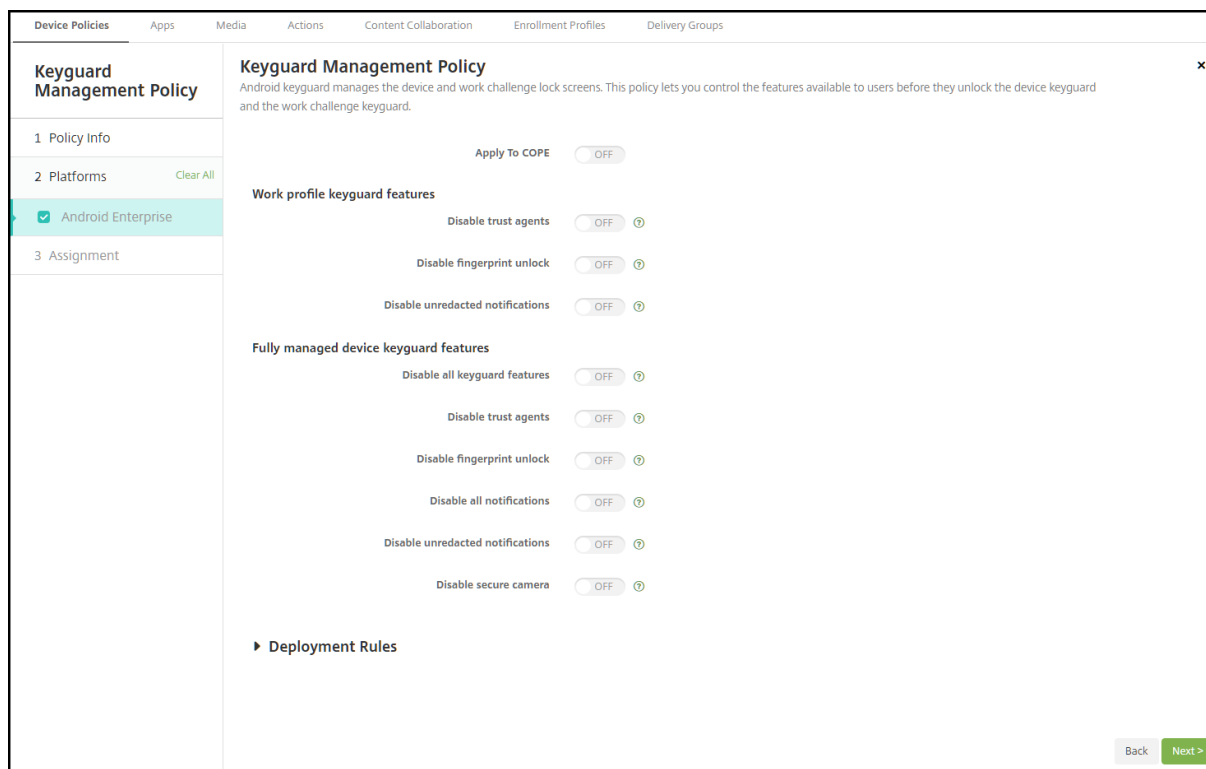 Device Policies Apps Media Actions Content Collaboration Enrollment Profiles Delivery Groups
Keyguard
Management Policy
1 Policy Info
2 Platforms Clear All
Android Enterprise
3 Assignment
Keyguard Management Policy
Android keyguard manages the device and work challenge lock screens. This policy lets you control the features available to users before they unlock the device keyguard
and the work challenge keyguard.
Apply To COPE OFF
Work profile keyguard features
Disable trust agents OFF ?
Disable fingerprint unlock OFF ?
Disable unredacted notifications OFF ?
Fully managed device keyguard features
Disable all keyguard features OFF ?
Disable trust agents OFF ?
Disable fingerprint unlock OFF ?
Disable all notifications OFF ?
Disable unredacted notifications OFF ?
Disable secure camera OFF ?
Deployment Rules
Back Next >